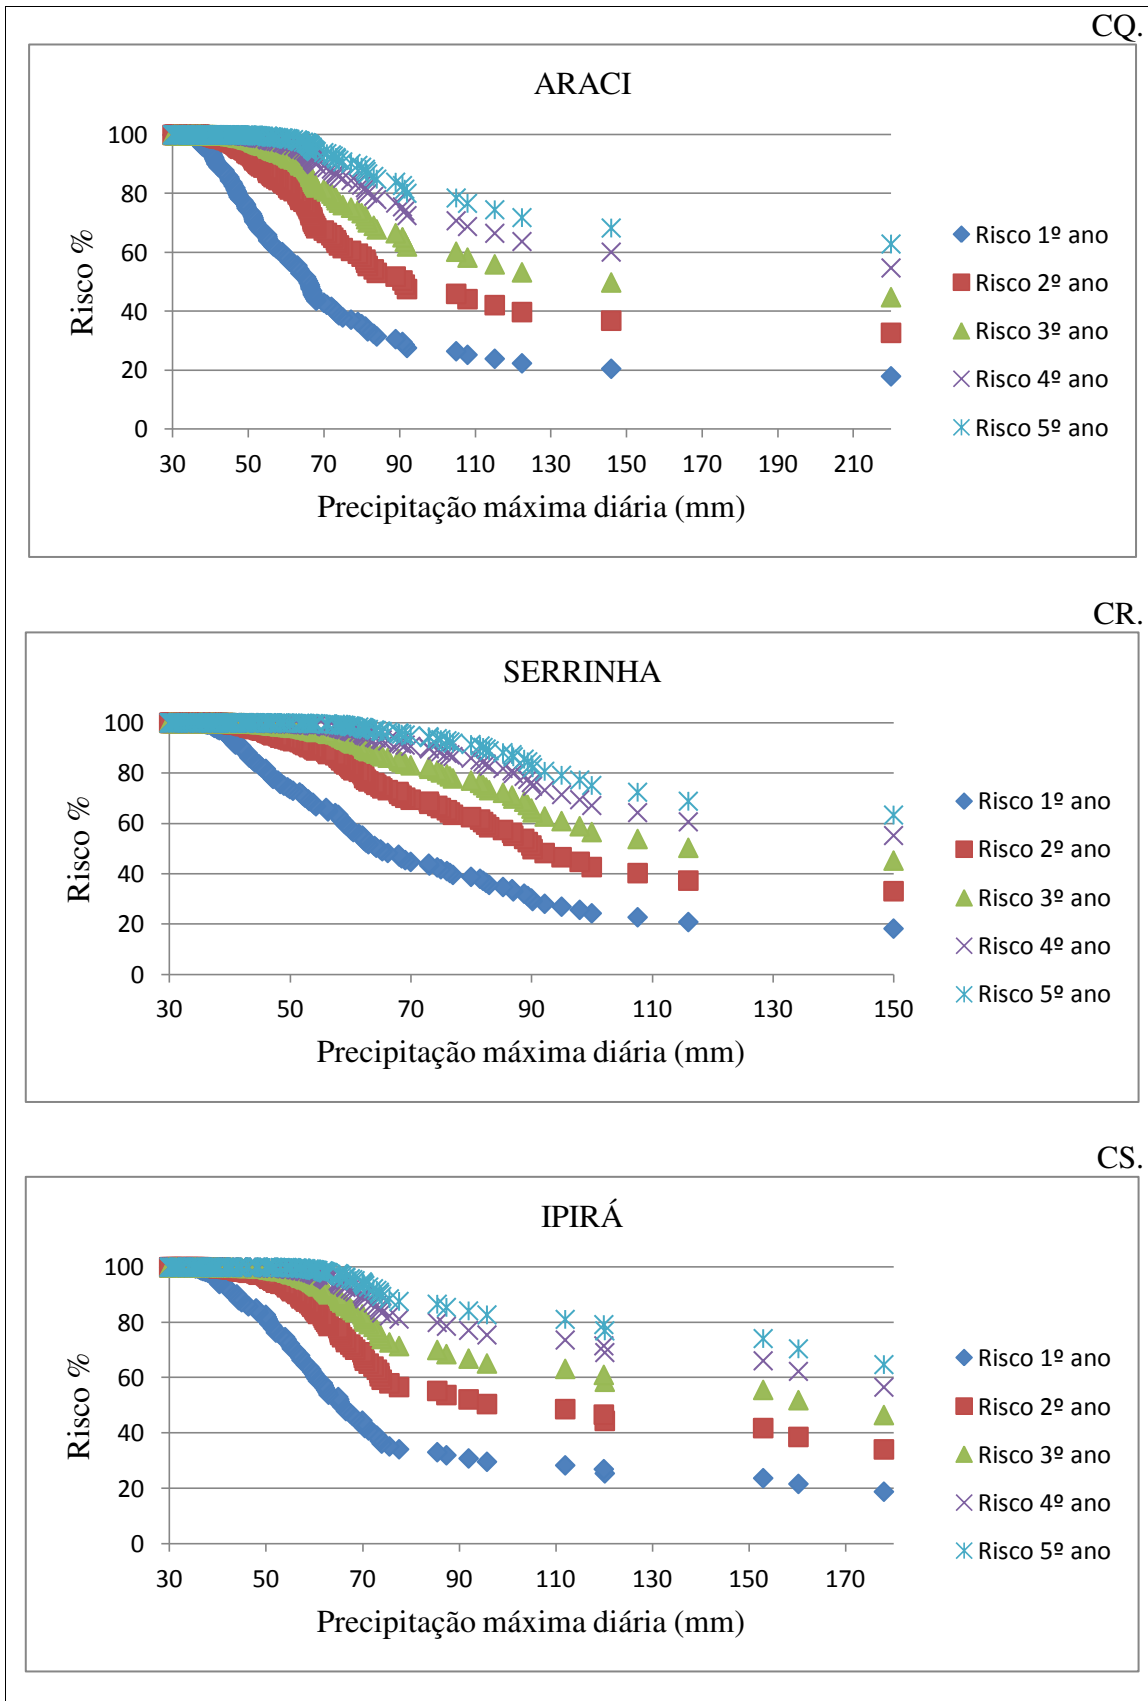 CQ.
ARACI
Risco %
100
80
60
40
20
0
30 50 70 90 110 130 150 170 190 210
Precipitação máxima diária (mm)
Risco 1º ano
Risco 2º ano
Risco 3º ano
Risco 4º ano
Risco 5º ano
CR.
SERRINHA
Risco %
100
80
60
40
20
0
30 50 70 90 110 130 150
Precipitação máxima diária (mm)
Risco 1º ano
Risco 2º ano
Risco 3º ano
Risco 4º ano
Risco 5º ano
CS.
IPIRÁ
Risco %
100
80
60
40
20
0
30 50 70 90 110 130 150 170
Precipitação máxima diária (mm)
Risco 1º ano
Risco 2º ano
Risco 3º ano
Risco 4º ano
Risco 5º ano